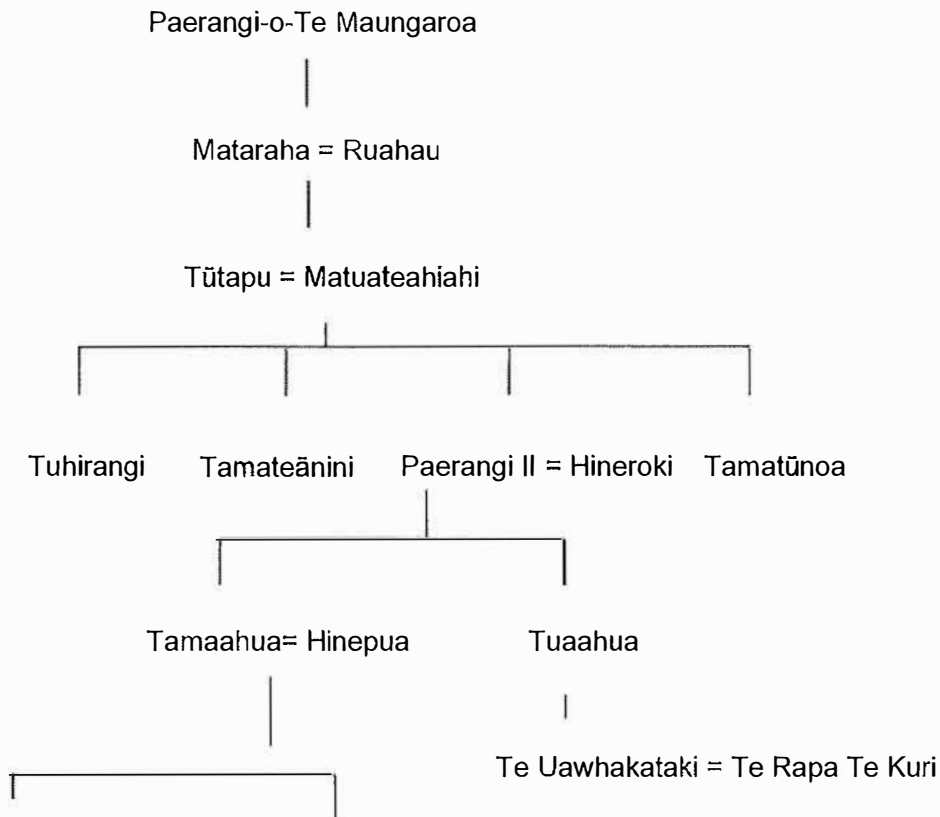 Paerangi-o-Te Maungaroa
Mataraha = Ruahau
Tūtapu = Matuateahiahi
Tuhirangi Tamateānini Paerangi II = Hineroki Tamatūnoa
Tamaahua= Hinepua Tuaahua
Te Uawhakataki = Te Rapa Te Kuri